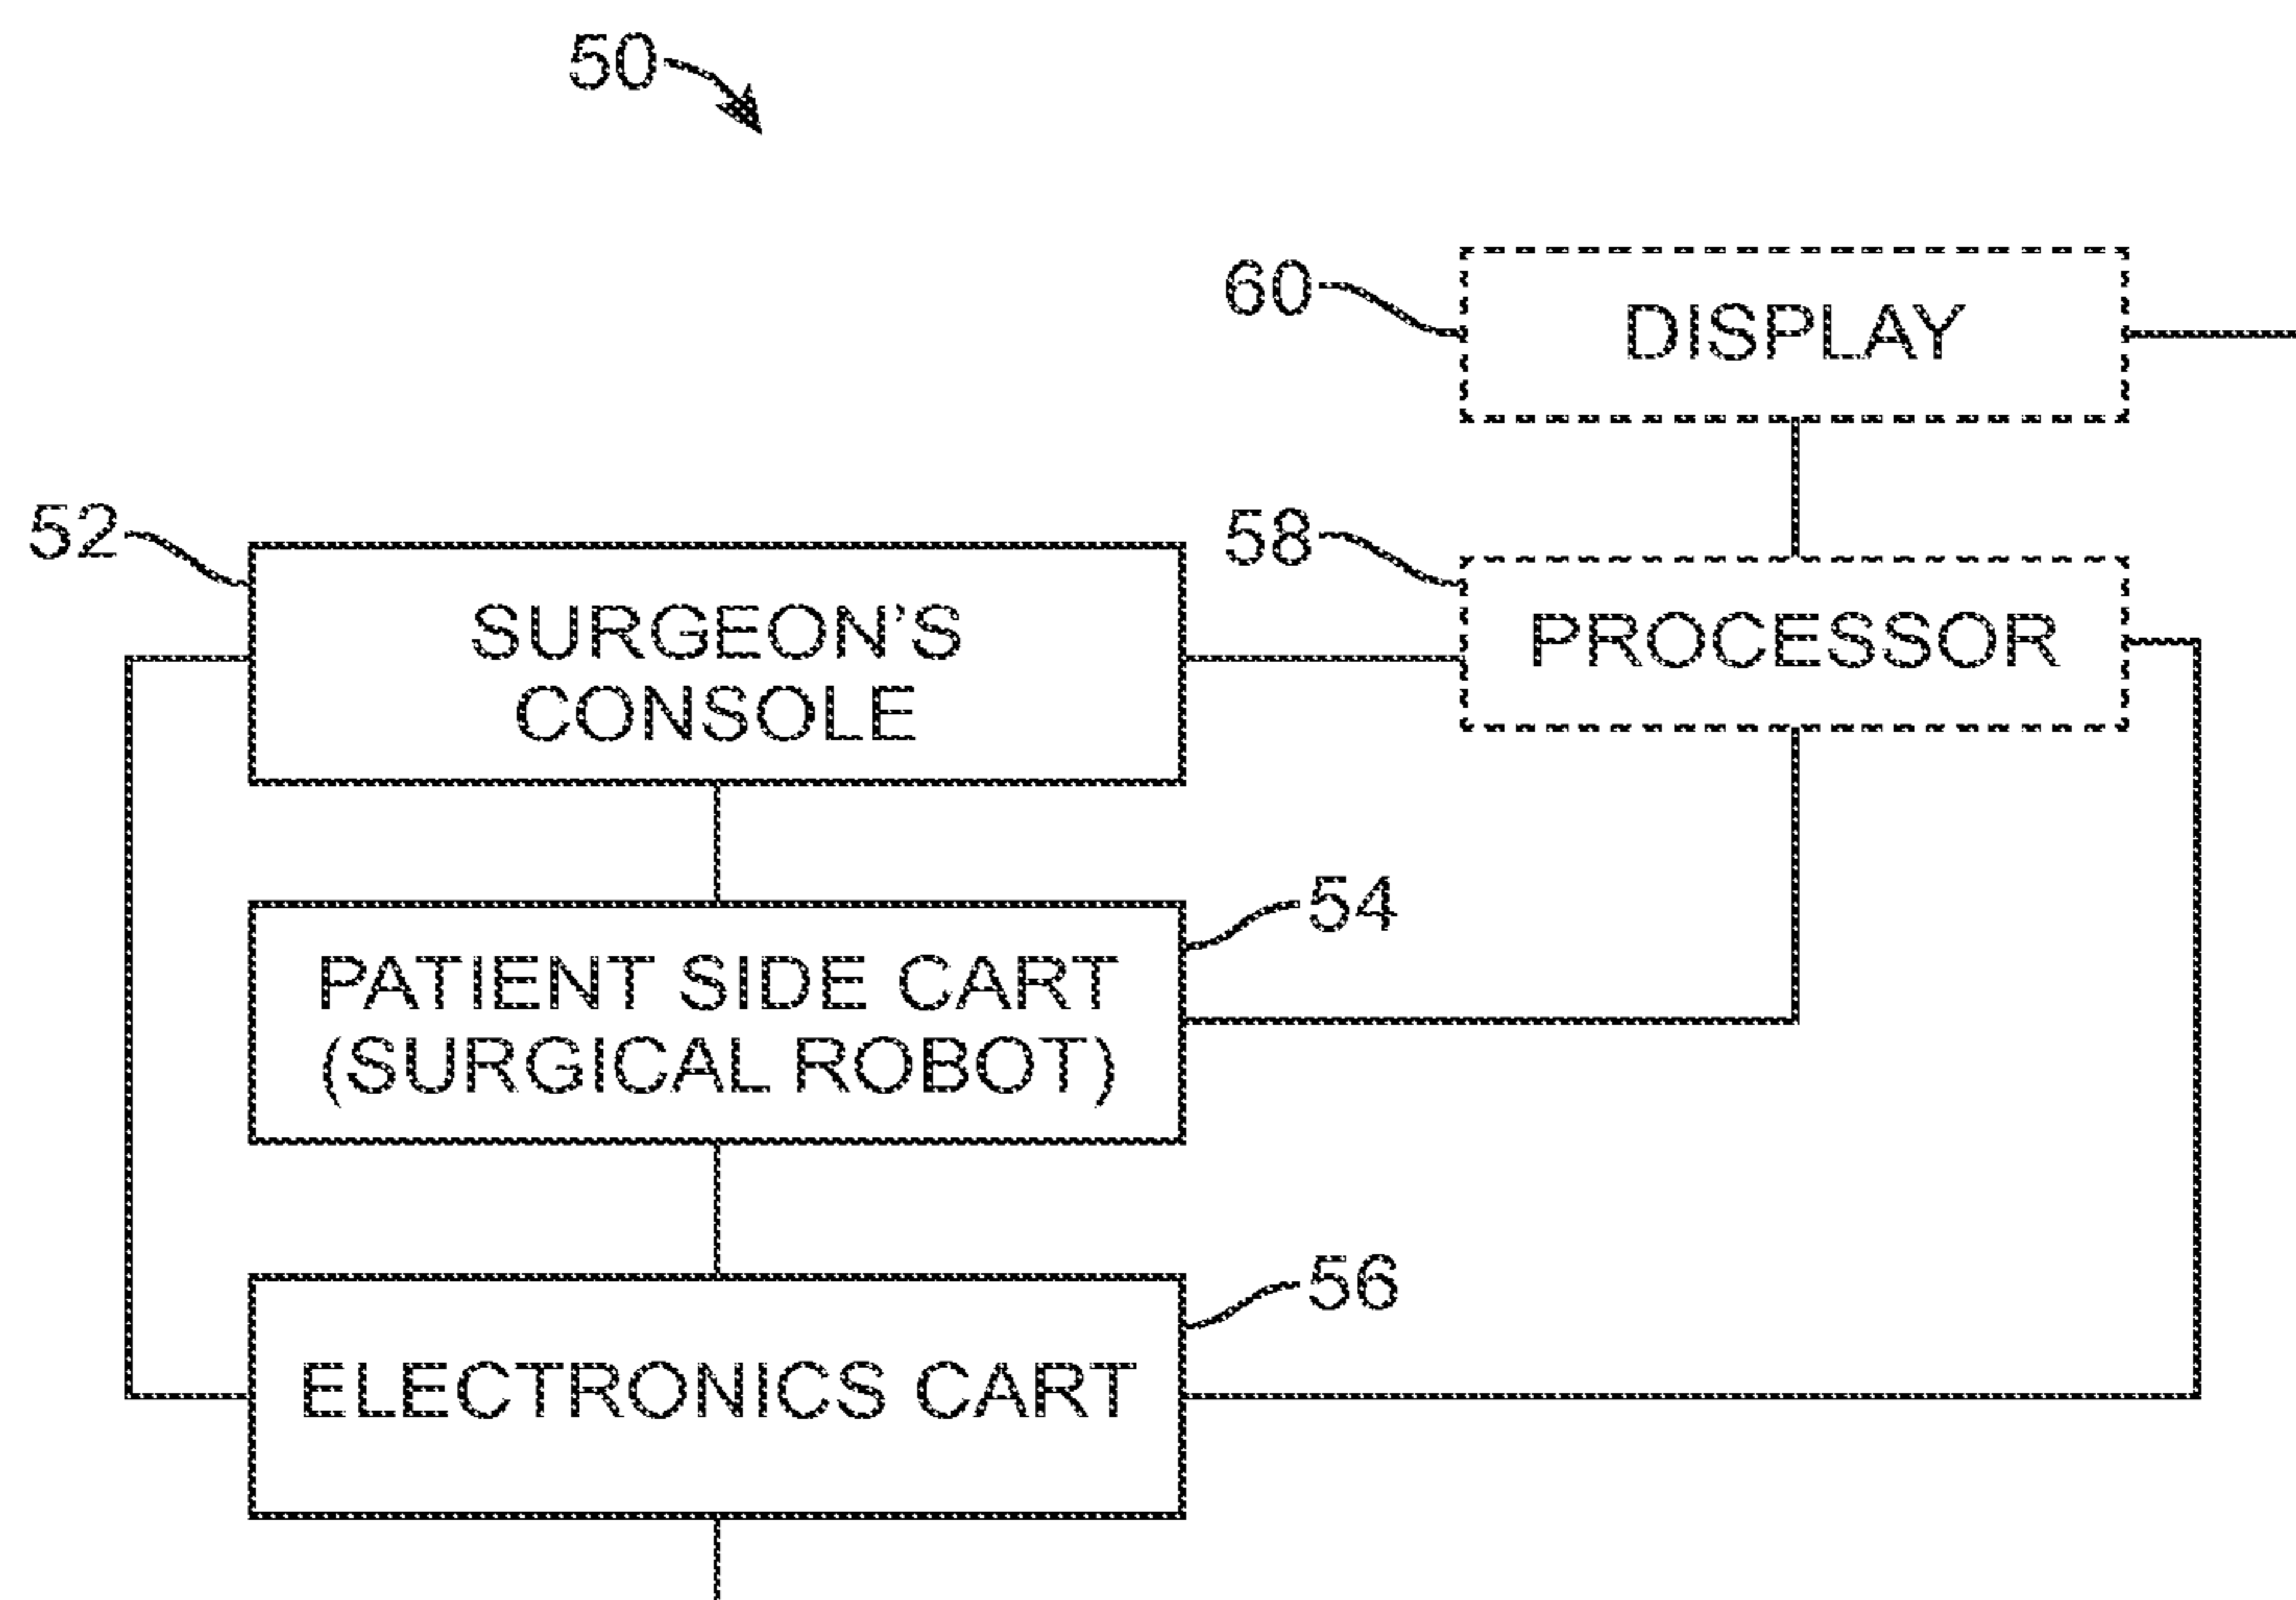 50
60
DISPLAY
52
58
SURGEON'S
CONSOLE
PROCESSOR
54
PATIENT SIDE CART
(SURGICAL ROBOT)
56
ELECTRONICS CART